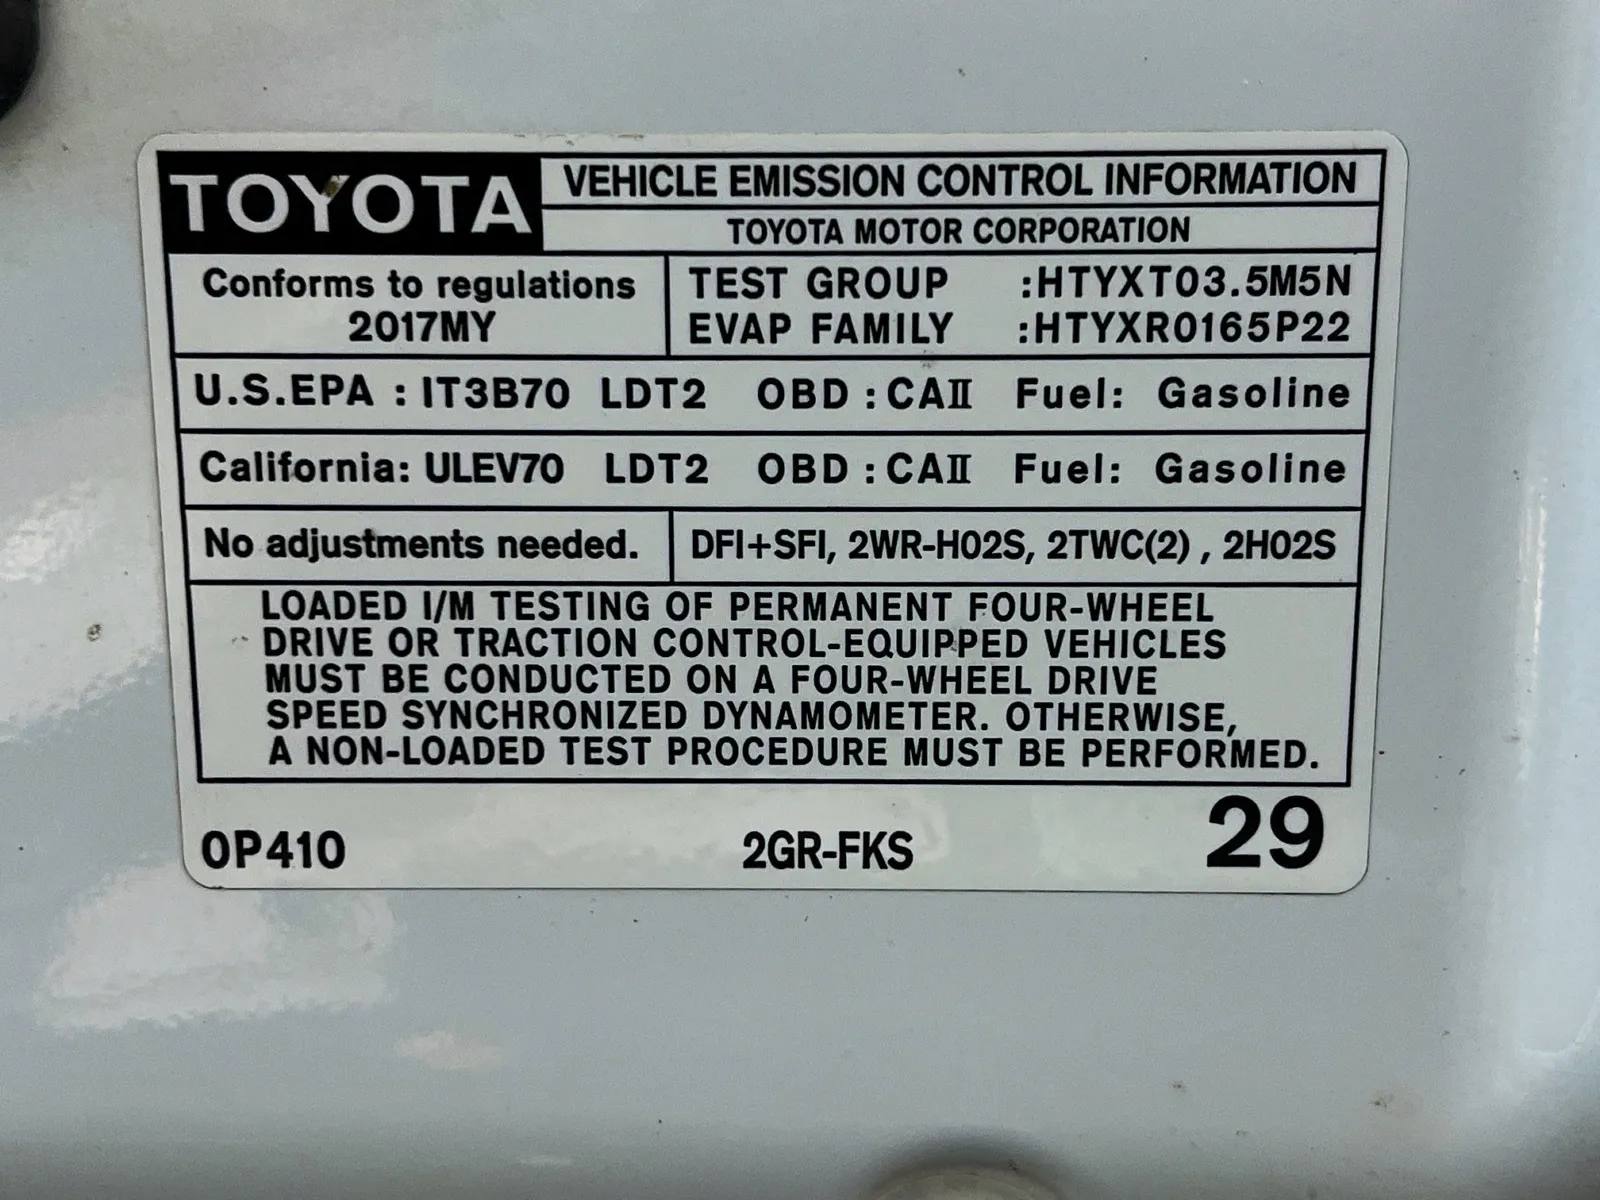 TOYOTA
VEHICLE EMISSION CONTROL INFORMATION
TOYOTA MOTOR CORPORATION
Conforms to regulations
2017MY
TEST GROUP :HTYXT03.5M5N
EVAP FAMILY :HTYXR0165P22
U.S.EPA : IT3B70 LDT2 OBD : CAⅡ Fuel: Gasoline
California: ULEV70 LDT2 OBD : CAⅡ Fuel: Gasoline
No adjustments needed.
DFI+SFI, 2WR-HO2S, 2TWC(2) , 2HO2S
LOADED I/M TESTING OF PERMANENT FOUR-WHEEL
DRIVE OR TRACTION CONTROL-EQUIPPED VEHICLES
MUST BE CONDUCTED ON A FOUR-WHEEL DRIVE
SPEED SYNCHRONIZED DYNAMOMETER. OTHERWISE,
A NON-LOADED TEST PROCEDURE MUST BE PERFORMED.
0P410
2GR-FKS
29